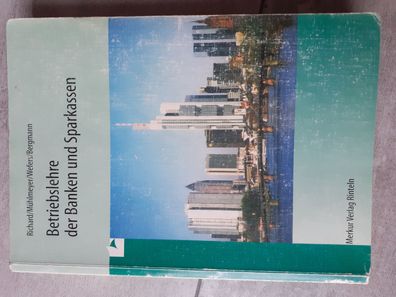 Richard/Mühlmeyer/Wefers/Bergmann
Betriebslehre
der Banken und Sparkassen
Merkur Verlag Rinteln